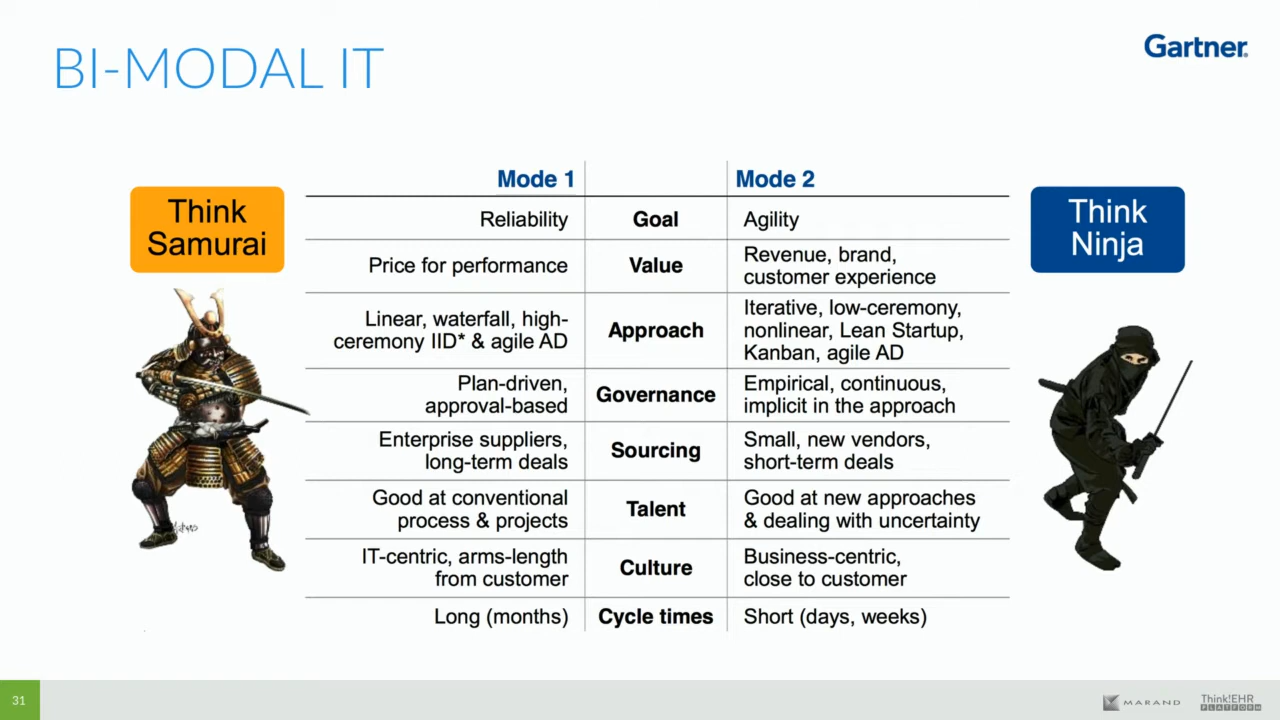 BI-MODAL IT
Gartner.
Think
Samurai
Think
Ninja
Mode 1
Mode 2
Reliability
Goal
Agility
Price for performance
Value
Revenue, brand,
customer experience
Linear, waterfall, high-
ceremony IID* & agile AD
Approach
Iterative, low-ceremony,
nonlinear, Lean Startup,
Kanban, agile AD
Plan-driven,
approval-based
Governance
Empirical, continuous,
implicit in the approach
Enterprise suppliers,
long-term deals
Sourcing
Small, new vendors,
short-term deals
Good at conventional
process & projects
Talent
Good at new approaches
& dealing with uncertainty
IT-centric, arms-length
from customer
Culture
Business-centric,
close to customer
Long (months)
Cycle times
Short (days, weeks)
31
MARAND
Think!EHR
PLATFORM